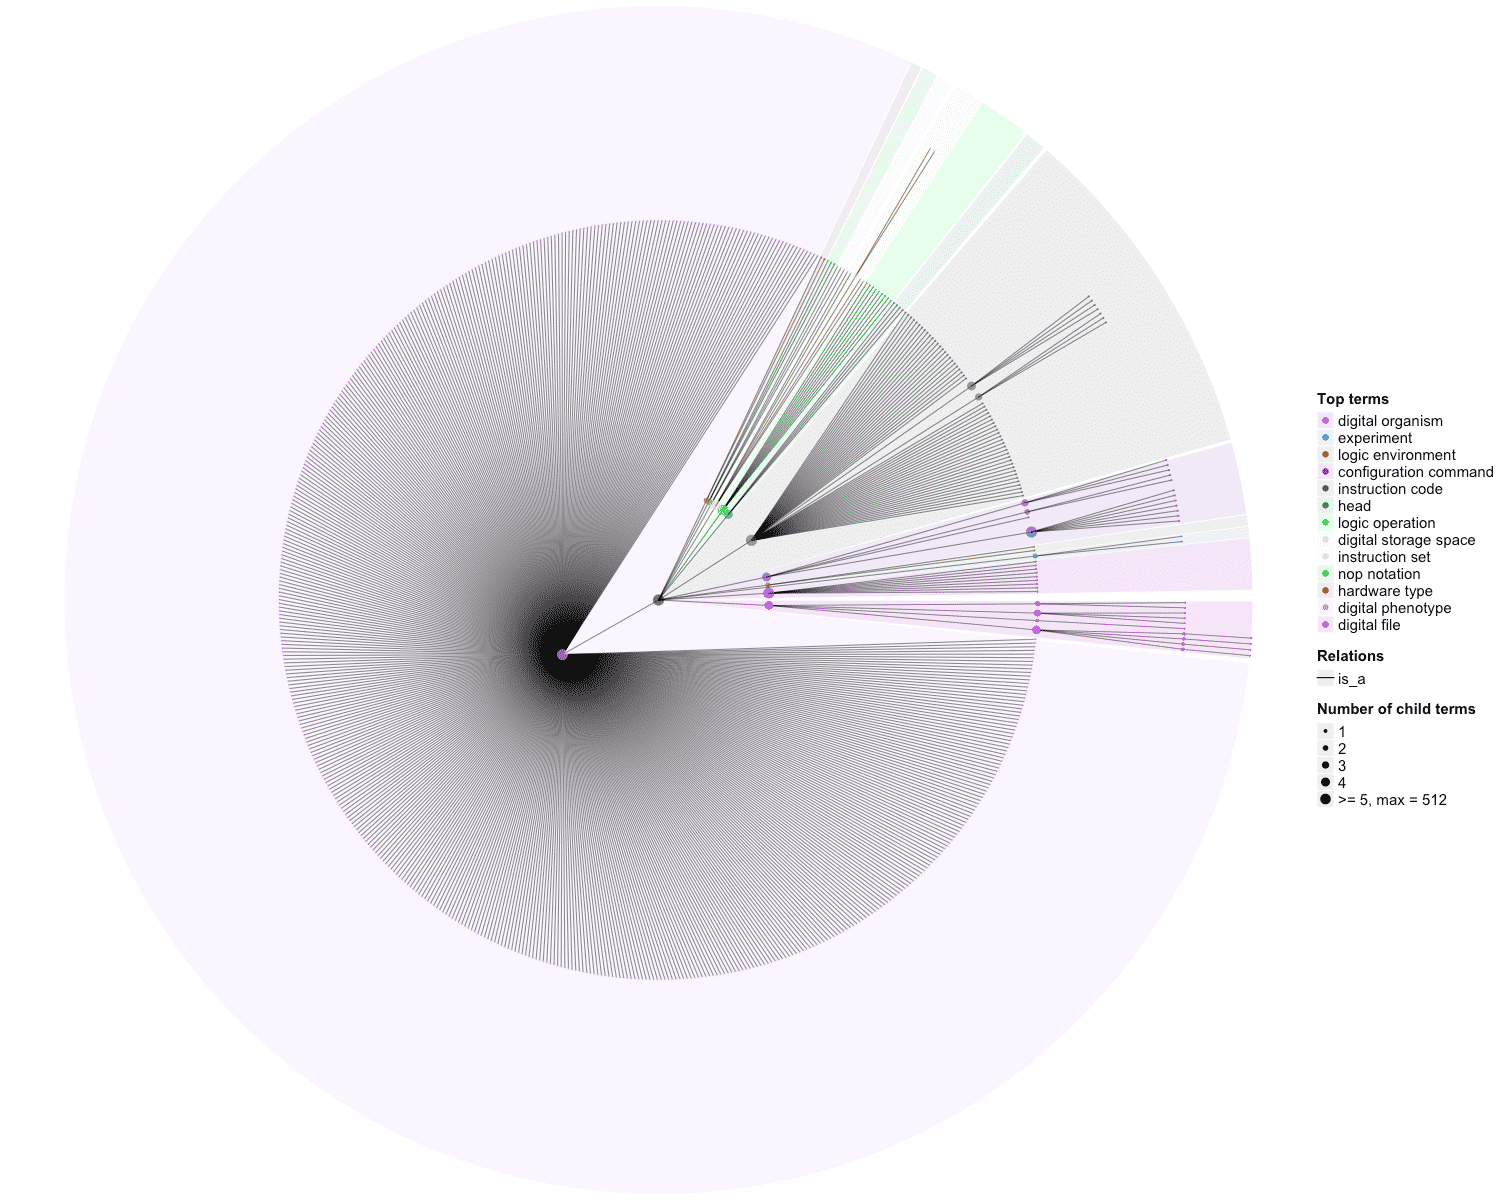 Top terms
digital organism
experiment
logic environment
configuration command
instruction code
head
logic operation
digital storage space
instruction set
nop notation
hardware type
digital phenotype
digital file
Relations
is_a
Number of child terms
1
2
3
4
>= 5, max = 512